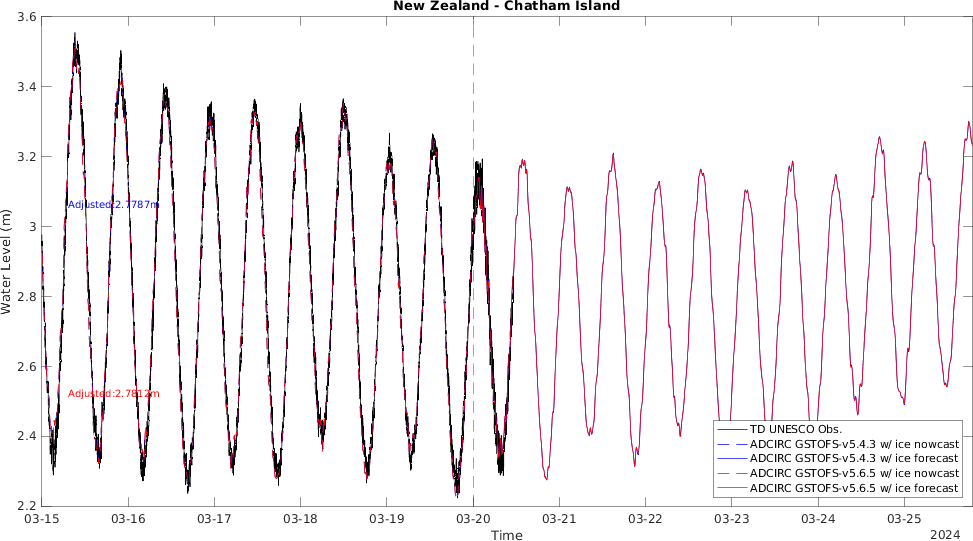 New Zealand - Chatham Island
3.6
3.4
3.2
3
2.8
2.6
2.4
2.2
Water Level (m)
Adjusted:2.7787m
Adjusted:2.7812m
TD UNESCO Obs.
ADCIRC GSTOFS-v5.4.3 w/ ice nowcast
ADCIRC GSTOFS-v5.4.3 w/ ice forecast
ADCIRC GSTOFS-v5.6.5 w/ ice nowcast
ADCIRC GSTOFS-v5.6.5 w/ ice forecast
03-15 03-16 03-17 03-18 03-19 03-20 03-21 03-22 03-23 03-24 03-25
Time
2024